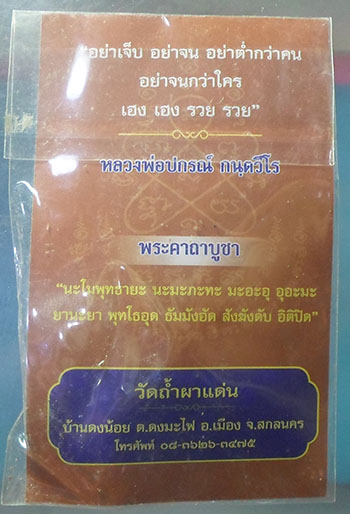 “อย่าเจ็บ อย่าจน อย่าต่ำกว่าคน
อย่าจนกว่าใคร
เฮง เฮง รวย รวย”
หลวงพ่อปกรณ์ กนฺตวีโร
พระคาถาบูชา
“นะโมพุทธายะ นะมะภะทะ มะอะอุ อุอะมะ
ยานะยา พุทโธอุด ธัมมังอัด สังฆังดับ อิติปิด”
วัดถ้ำผาแด่น
บ้านดงน้อย ต.ดงมะไฟ อ.เมือง จ.สกลนคร
โทรศัพท์ ๐๘-๓๖๒๖-๓๔๗๕